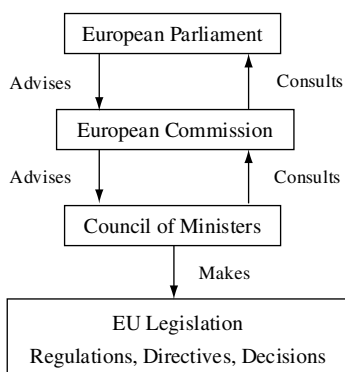 European Parliament
Advises
Consults
European Commission
Advises
Consults
Council of Ministers
Makes
EU Legislation
Regulations, Directives, Decisions